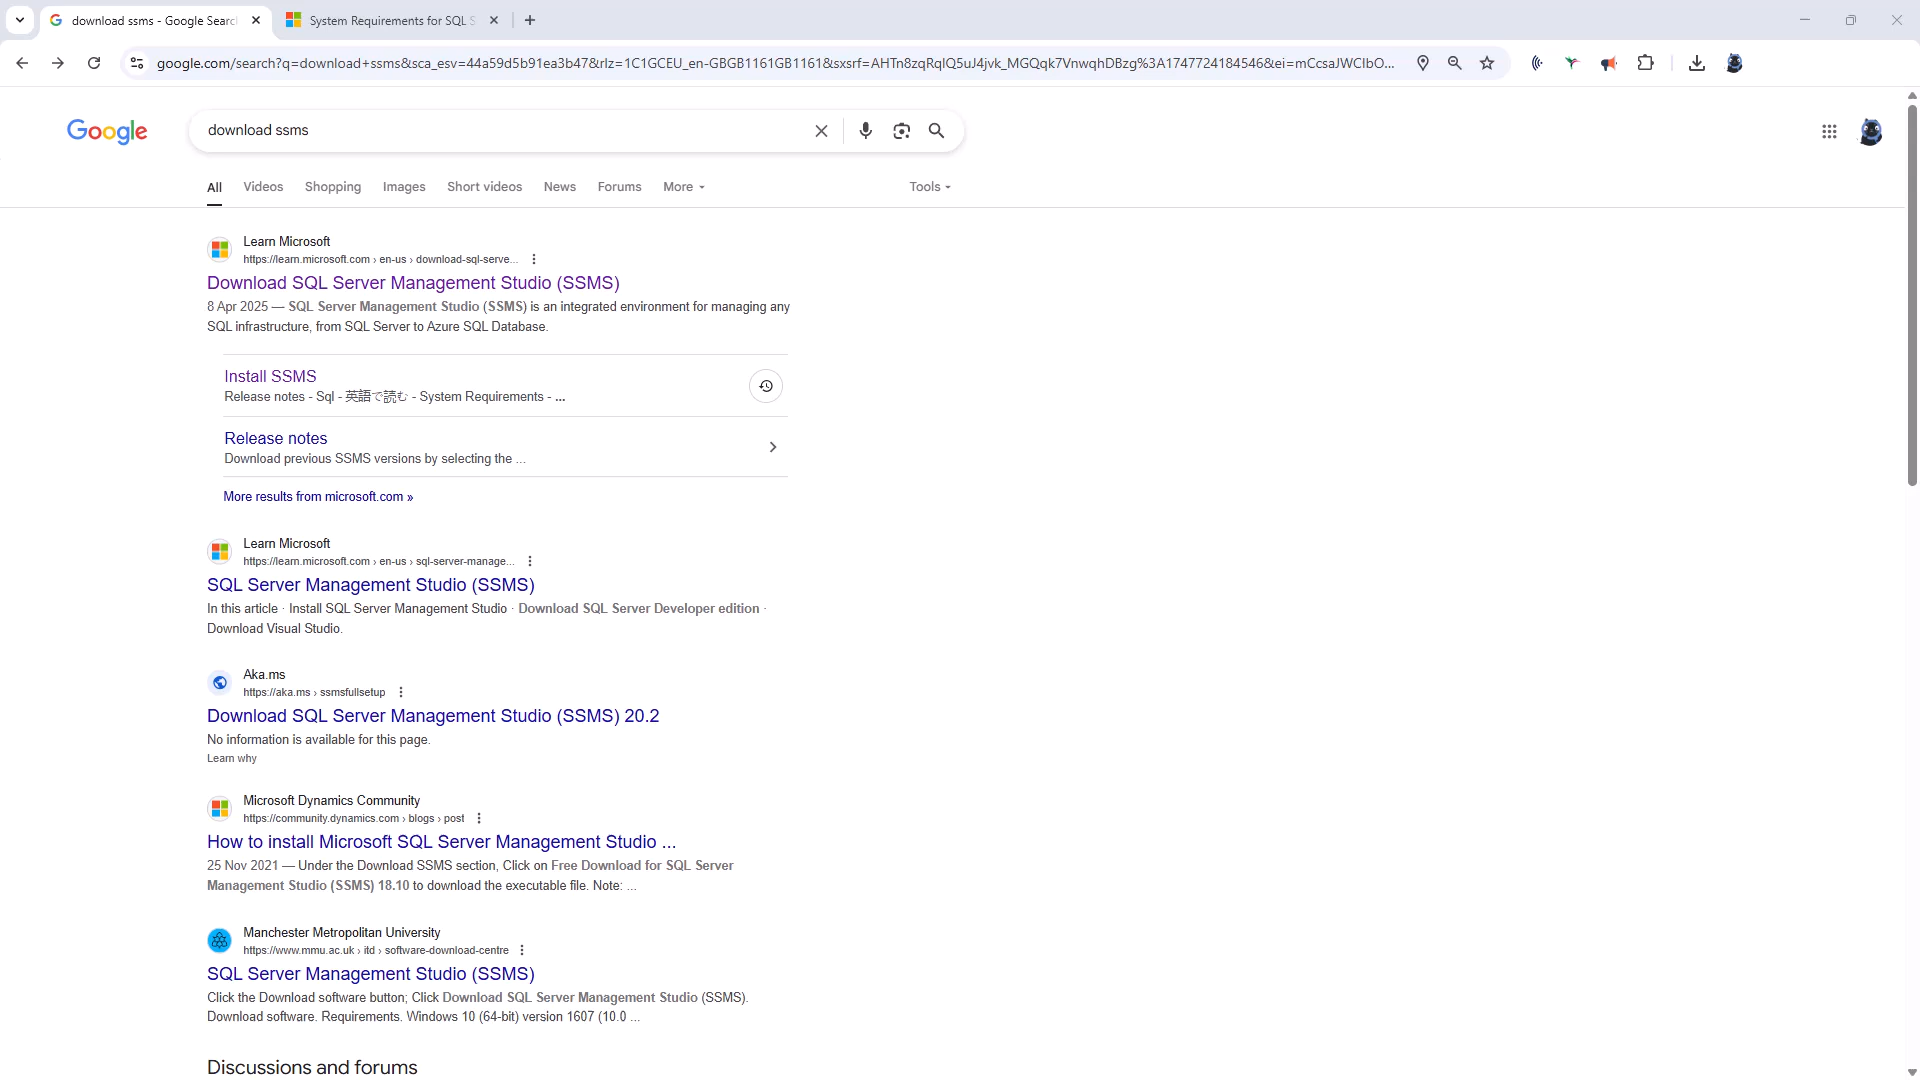 download ssms - Google Searc
System Requirements for SQL S
google.com/search?q=download+ssms&sca_esv=44a59d5b91ea3b47&rlz=1C1GCEU_en-GBGB1161GB1161&sxsrf=AHTn8zqRqlQ5uJ4jvk_MGQqk7VnwqhDBzg%3A1747724184546&ei=mCcsaJWClbO...
Google
download ssms
All
Videos
Shopping
Images
Short videos
News
Forums
More
Tools
Learn Microsoft
https://learn.microsoft.com › en-us › download-sql-serve...
Download SQL Server Management Studio (SSMS)
8 Apr 2025 — SQL Server Management Studio (SSMS) is an integrated environment for managing any
SQL infrastructure, from SQL Server to Azure SQL Database.
Install SSMS
Release notes - Sql - 英語で読む - System Requirements - ...
Release notes
Download previous SSMS versions by selecting the ...
More results from microsoft.com »
Learn Microsoft
https://learn.microsoft.com › en-us › sql-server-manage...
SQL Server Management Studio (SSMS)
In this article · Install SQL Server Management Studio · Download SQL Server Developer edition ·
Download Visual Studio.
Aka.ms
https://aka.ms › ssmsfullsetup
Download SQL Server Management Studio (SSMS) 20.2
No information is available for this page.
Learn why
Microsoft Dynamics Community
https://community.dynamics.com › blogs › post
How to install Microsoft SQL Server Management Studio ...
25 Nov 2021 — Under the Download SSMS section, Click on Free Download for SQL Server
Management Studio (SSMS) 18.10 to download the executable file. Note: ...
Manchester Metropolitan University
https://www.mmu.ac.uk › itd › software-download-centre
SQL Server Management Studio (SSMS)
Click the Download software button; Click Download SQL Server Management Studio (SSMS).
Download software. Requirements. Windows 10 (64-bit) version 1607 (10.0 ...
Discussions and forums